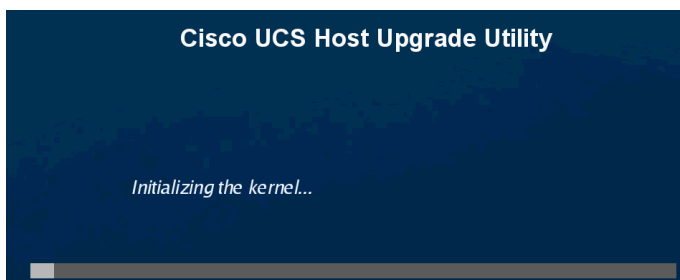 Cisco UCS Host Upgrade Utility
Initializing the kernel...